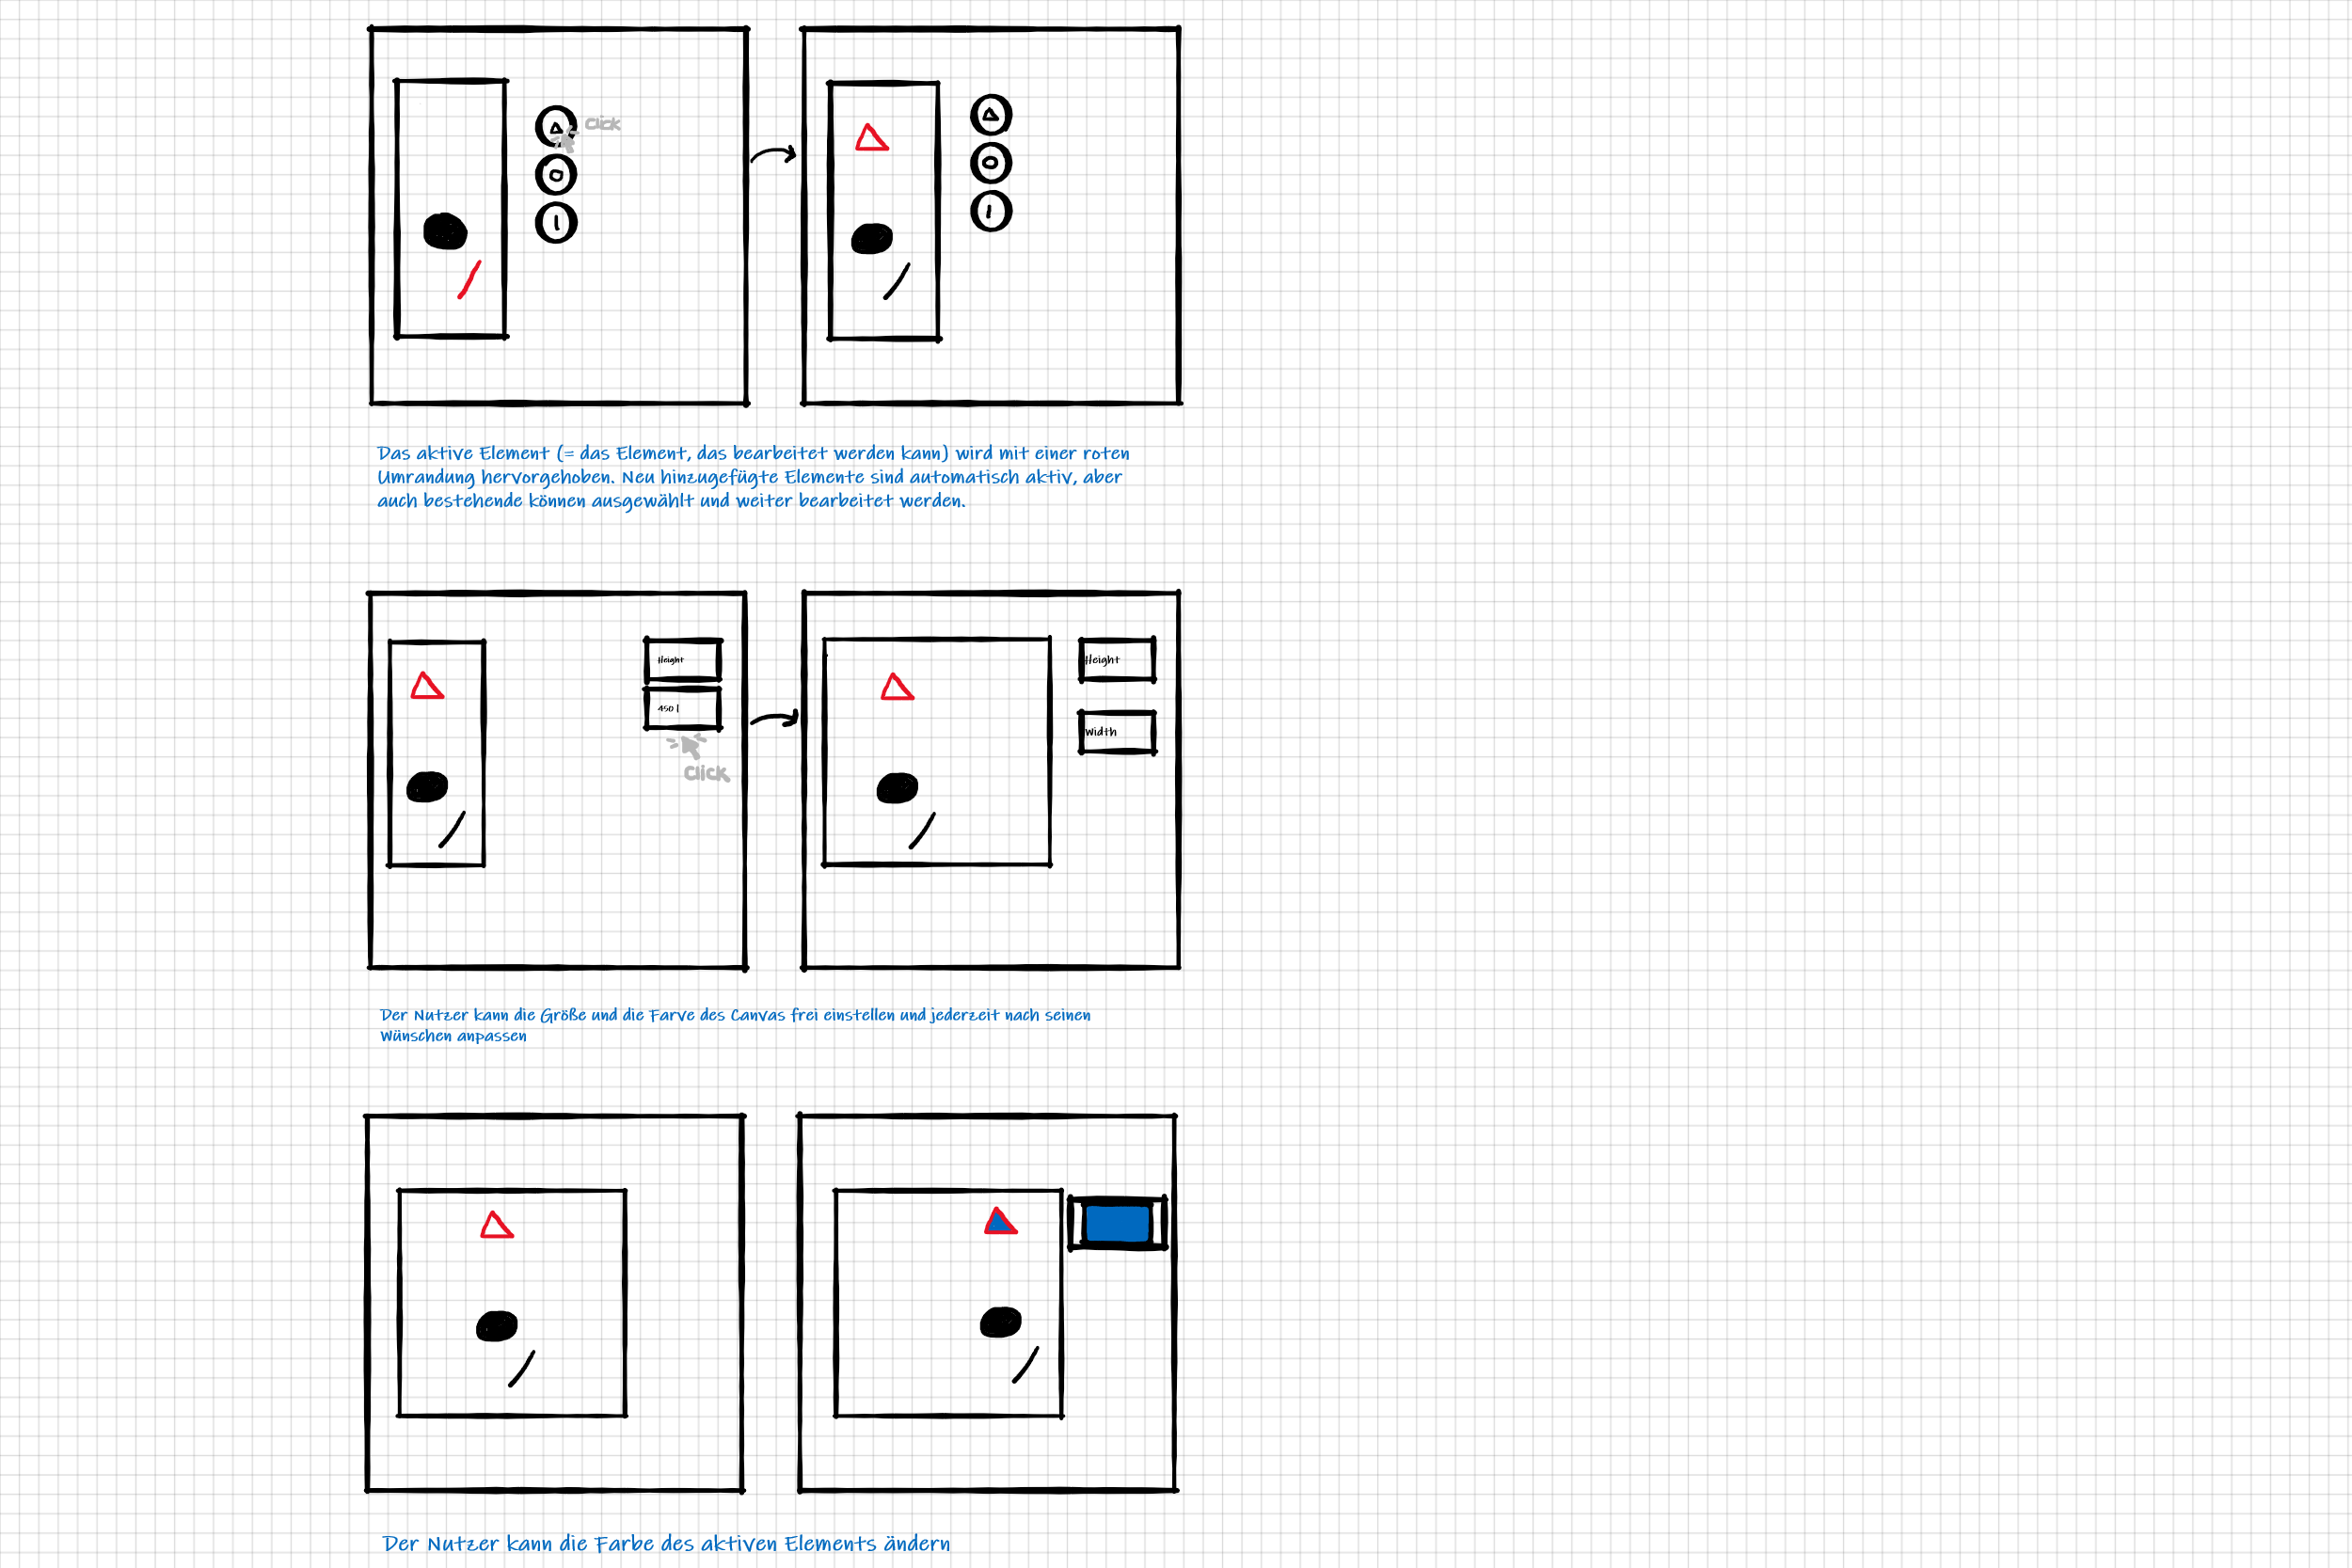 Click
Das aktive Element (= das Element, das bearbeitet werden kann) wird mit einer roten
Umrandung hervorgehoben. Neu hinzugefügte Elemente sind automatisch aktiv, aber
auch bestehende können ausgewählt und weiter bearbeitet werden.
Height
450 |
Click
Height
Width
Der Nutzer kann die Größe und die Farve des Canvas frei einstellen und jederzeit nach seinen
Wünschen anpassen
Der Nutzer kann die Farbe des aktiven Elements ändern